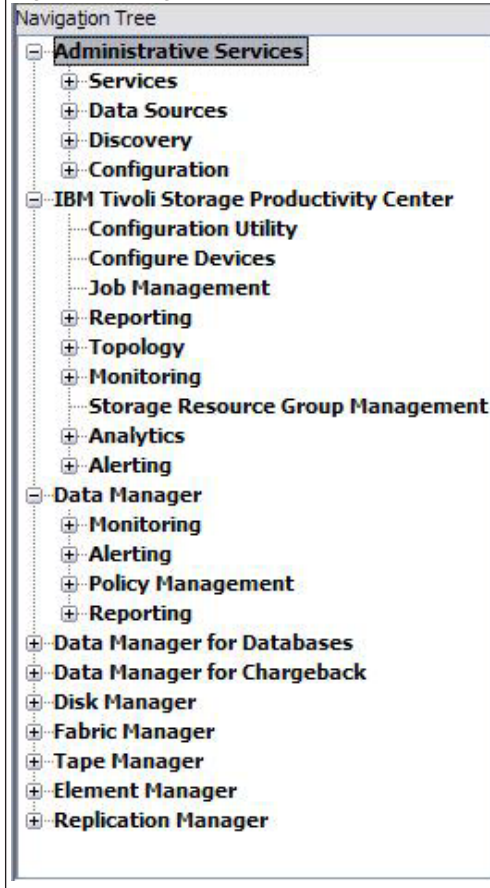 Navigation Tree
Administrative Services
Services
Data Sources
Discovery
Configuration
IBM Tivoli Storage Productivity Center
Configuration Utility
Configure Devices
Job Management
Reporting
Topology
Monitoring
Storage Resource Group Management
Analytics
Alerting
Data Manager
Monitoring
Alerting
Policy Management
Reporting
Data Manager for Databases
Data Manager for Chargeback
Disk Manager
Fabric Manager
Tape Manager
Element Manager
Replication Manager